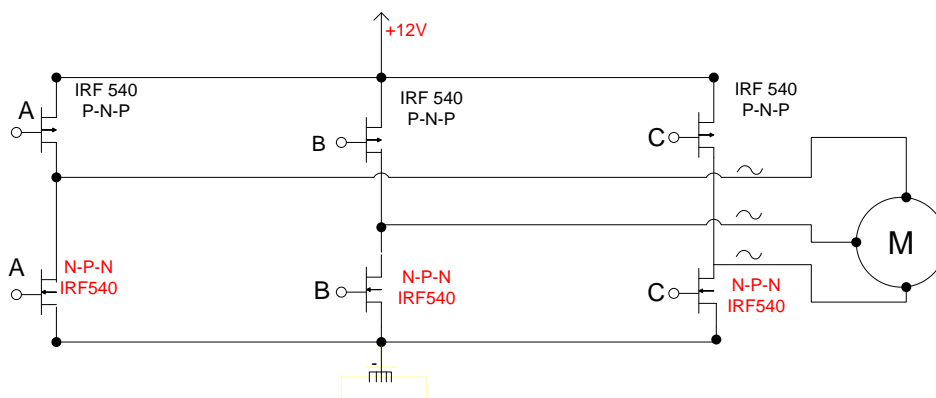 +12V
IRF 540
P-N-P
IRF 540
P-N-P
IRF 540
P-N-P
A
B
C
M
A
N-P-N
IRF540
B
N-P-N
IRF540
C
N-P-N
IRF540
-